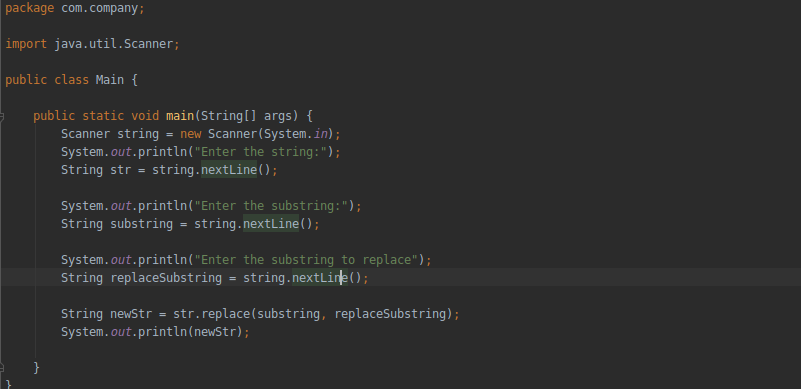 package com.company;
import java.util.Scanner;
public class Main {
public static void main(String[] args) {
Scanner string = new Scanner(System.in);
System.out.println("Enter the string:");
String str = string.nextLine();
System.out.println("Enter the substring:");
String substring = string.nextLine();
System.out.println("Enter the substring to replace");
String replaceSubstring = string.nextLine();
String newStr = str.replace(substring, replaceSubstring);
System.out.println(newStr);
}
}